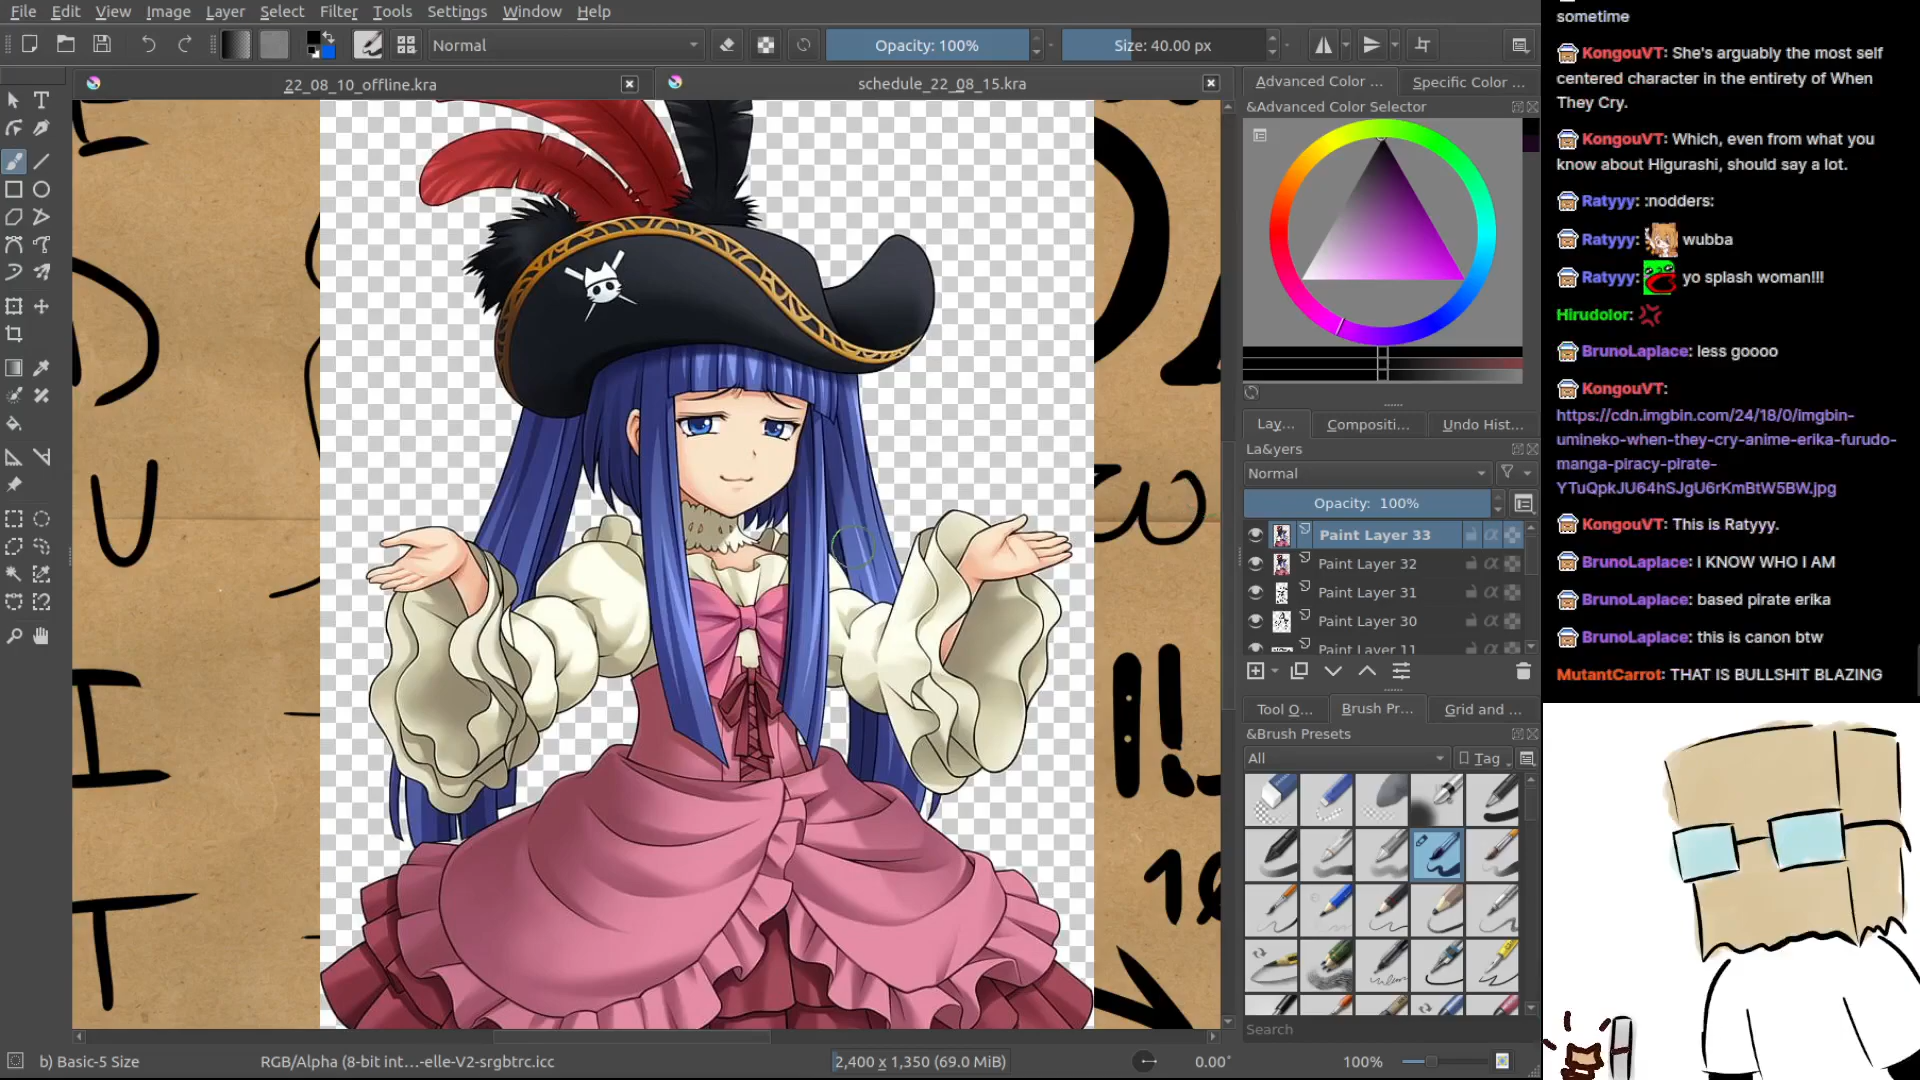 File Edit View Image Layer Select Filter Tools Settings Window Help
Normal
Opacity: 100%
Size: 40.00 px
22_08_10_offline.kra
schedule_22_08_15.kra
Advanced Color ...
Specific Color ...
&Advanced Color Selector
Lay...
Compositi...
Undo Hist...
La&yers
Normal
Opacity: 100%
Paint Layer 33
Paint Layer 32
Paint Layer 31
Paint Layer 30
Paint Layer 11
Tool O...
Brush Pr...
Grid and ...
&Brush Presets
All
Tag
Search
b) Basic-5 Size
RGB/Alpha (8-bit int...-elle-V2-srgbtrc.icc
2,400 x 1,350 (69.0 MiB)
0.00°
100%
U
I
T
sometime
KongouVT: She's arguably the most self
centered character in the entirety of When
They Cry.
KongouVT: Which, even from what you
know about Higurashi, should say a lot.
Ratyyy: :nodders:
Ratyyy: wubba
Ratyyy: yo splash woman!!!
Hirudolor:
BrunoLaplace: less goooo
KongouVT:
https://cdn.imgbin.com/24/18/0/imgbin-
umineko-when-they-cry-anime-erika-furudo-
manga-piracy-pirate-
YTuQpkJU64hSJgU6rKmBtW5BW.jpg
KongouVT: This is Ratyyy.
BrunoLaplace: I KNOW WHO I AM
BrunoLaplace: based pirate erika
BrunoLaplace: this is canon btw
MutantCarrot: THAT IS BULLSHIT BLAZING